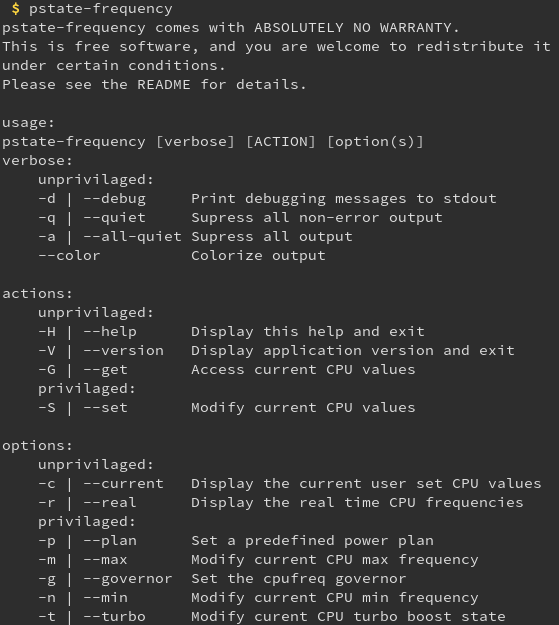 $ pstate-frequency
pstate-frequency comes with ABSOLUTELY NO WARRANTY.
This is free software, and you are welcome to redistribute it
under certain conditions.
Please see the README for details.

usage:
pstate-frequency [verbose] [ACTION] [option(s)]
verbose:
    unprivilaged:
    -d | --debug     Print debugging messages to stdout
    -q | --quiet     Supress all non-error output
    -a | --all-quiet Supress all output
    --color          Colorize output

actions:
    unprivilaged:
    -H | --help      Display this help and exit
    -V | --version   Display application version and exit
    -G | --get       Access current CPU values
    privilaged:
    -S | --set       Modify current CPU values

options:
    unprivilaged:
    -c | --current   Display the current user set CPU values
    -r | --real      Display the real time CPU frequencies
    privilaged:
    -p | --plan      Set a predefined power plan
    -m | --max       Modify current CPU max frequency
    -g | --governor  Set the cpufreq governor
    -n | --min       Modify current CPU min frequency
    -t | --turbo     Modify curent CPU turbo boost state